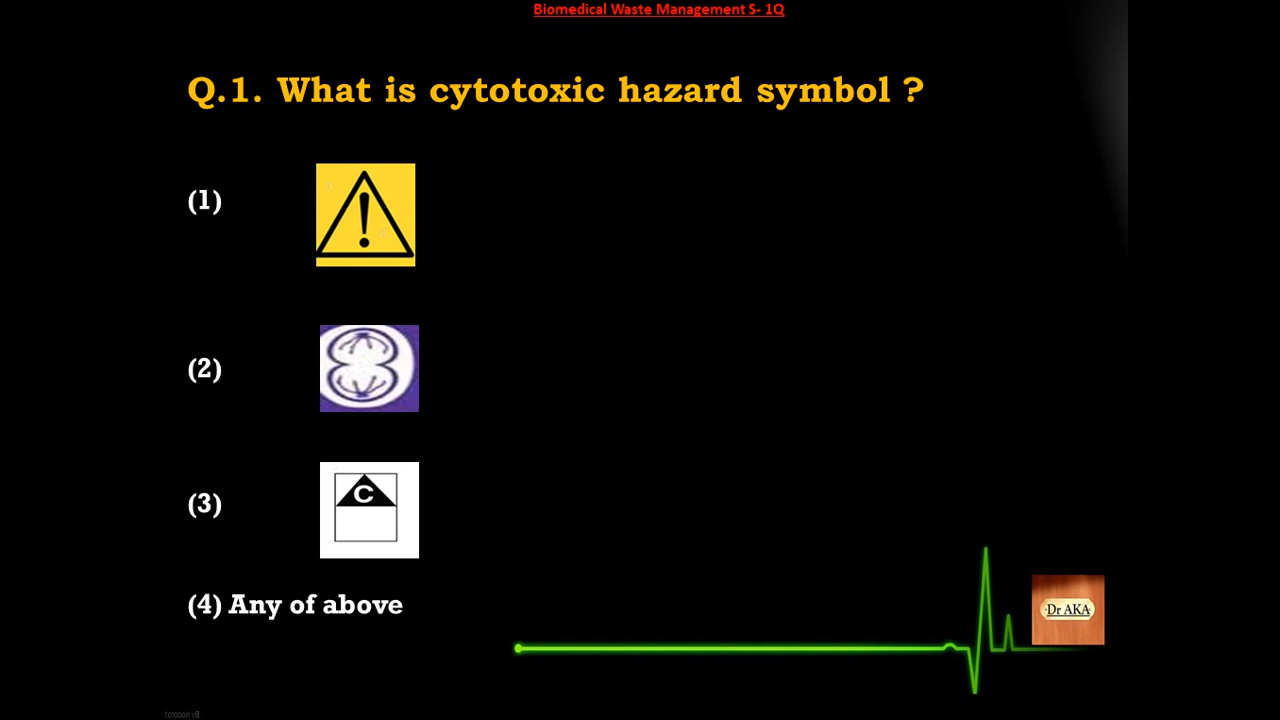 Biomedical Waste Management S- 1Q
Q.1. What is cytotoxic hazard symbol ?
(1)
!
(2)
(3)
C
(4) Any of above
Dr AKA